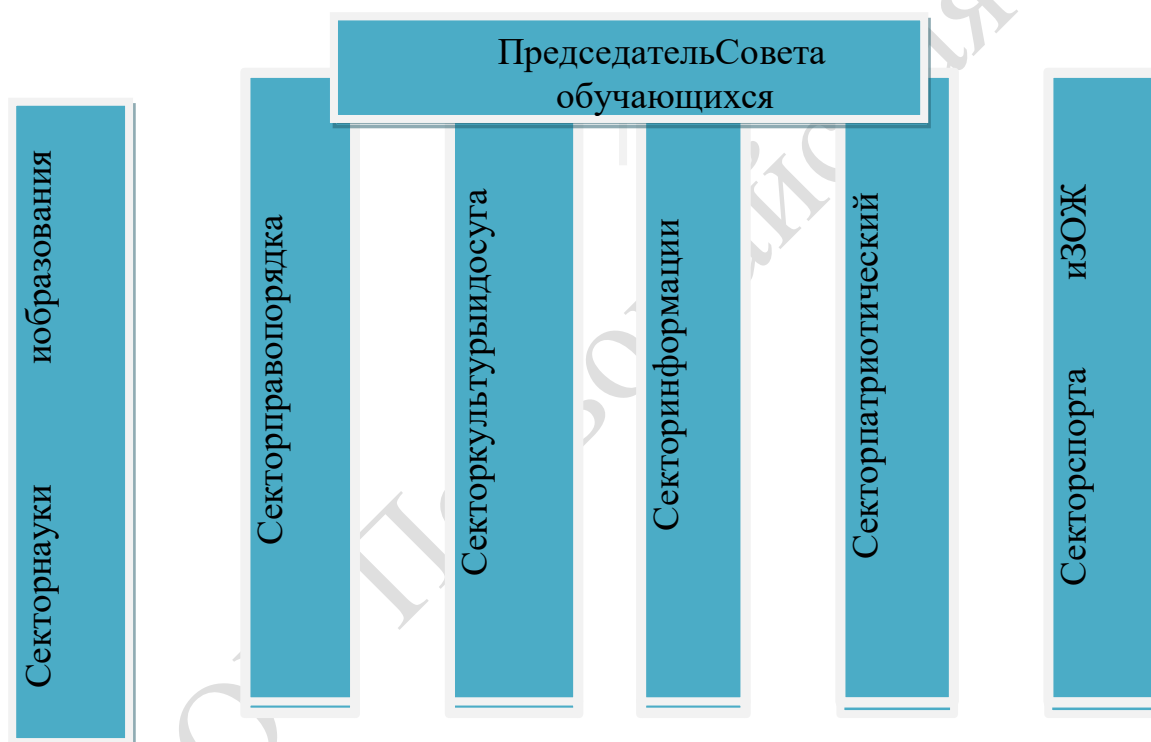 ПредседательСовета
обучающихся
Секторнауки иобразования
Секторправопорядка
Секторкультурыидосуга
Секторинформации
Секторпатриотический
Секторспорта иЗОЖ